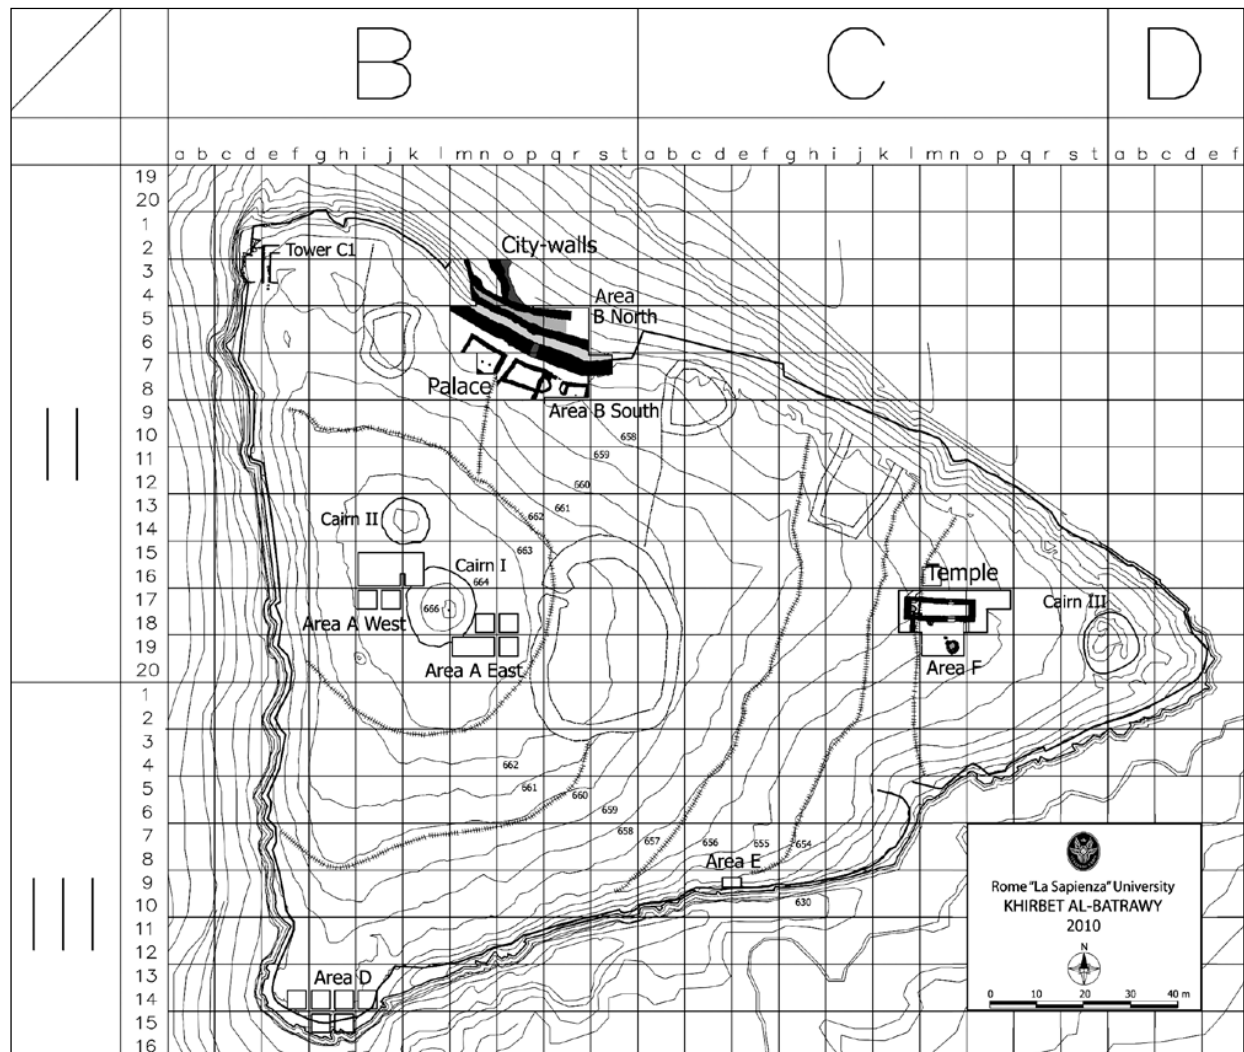 B C D
a b c d e f g h i j k l m n o p q r s t a b c d e f g h i j k l m n o p q r s t a b c d e f
19
20
1
2
Tower C1
City-walls
3
4
Area
B North
5
6
7
Palace
8
Area B South
9
10
658
11
659
12
660
13
661
662
Cairn II
14
663
15
Cairn I
664
16
Temple
17
666
Cairn III
Area A West
18
19
Area A East
Area F
20
II
1
2
3
4
662
5
661
660
6
659
7
658
657
656
655
654
8
Area E
9
10
630
11
12
13
Area D
14
15
16
III
Rome "La Sapienza" University
KHIRBET AL-BATRAWY
2010
N
0 10 20 30 40 m